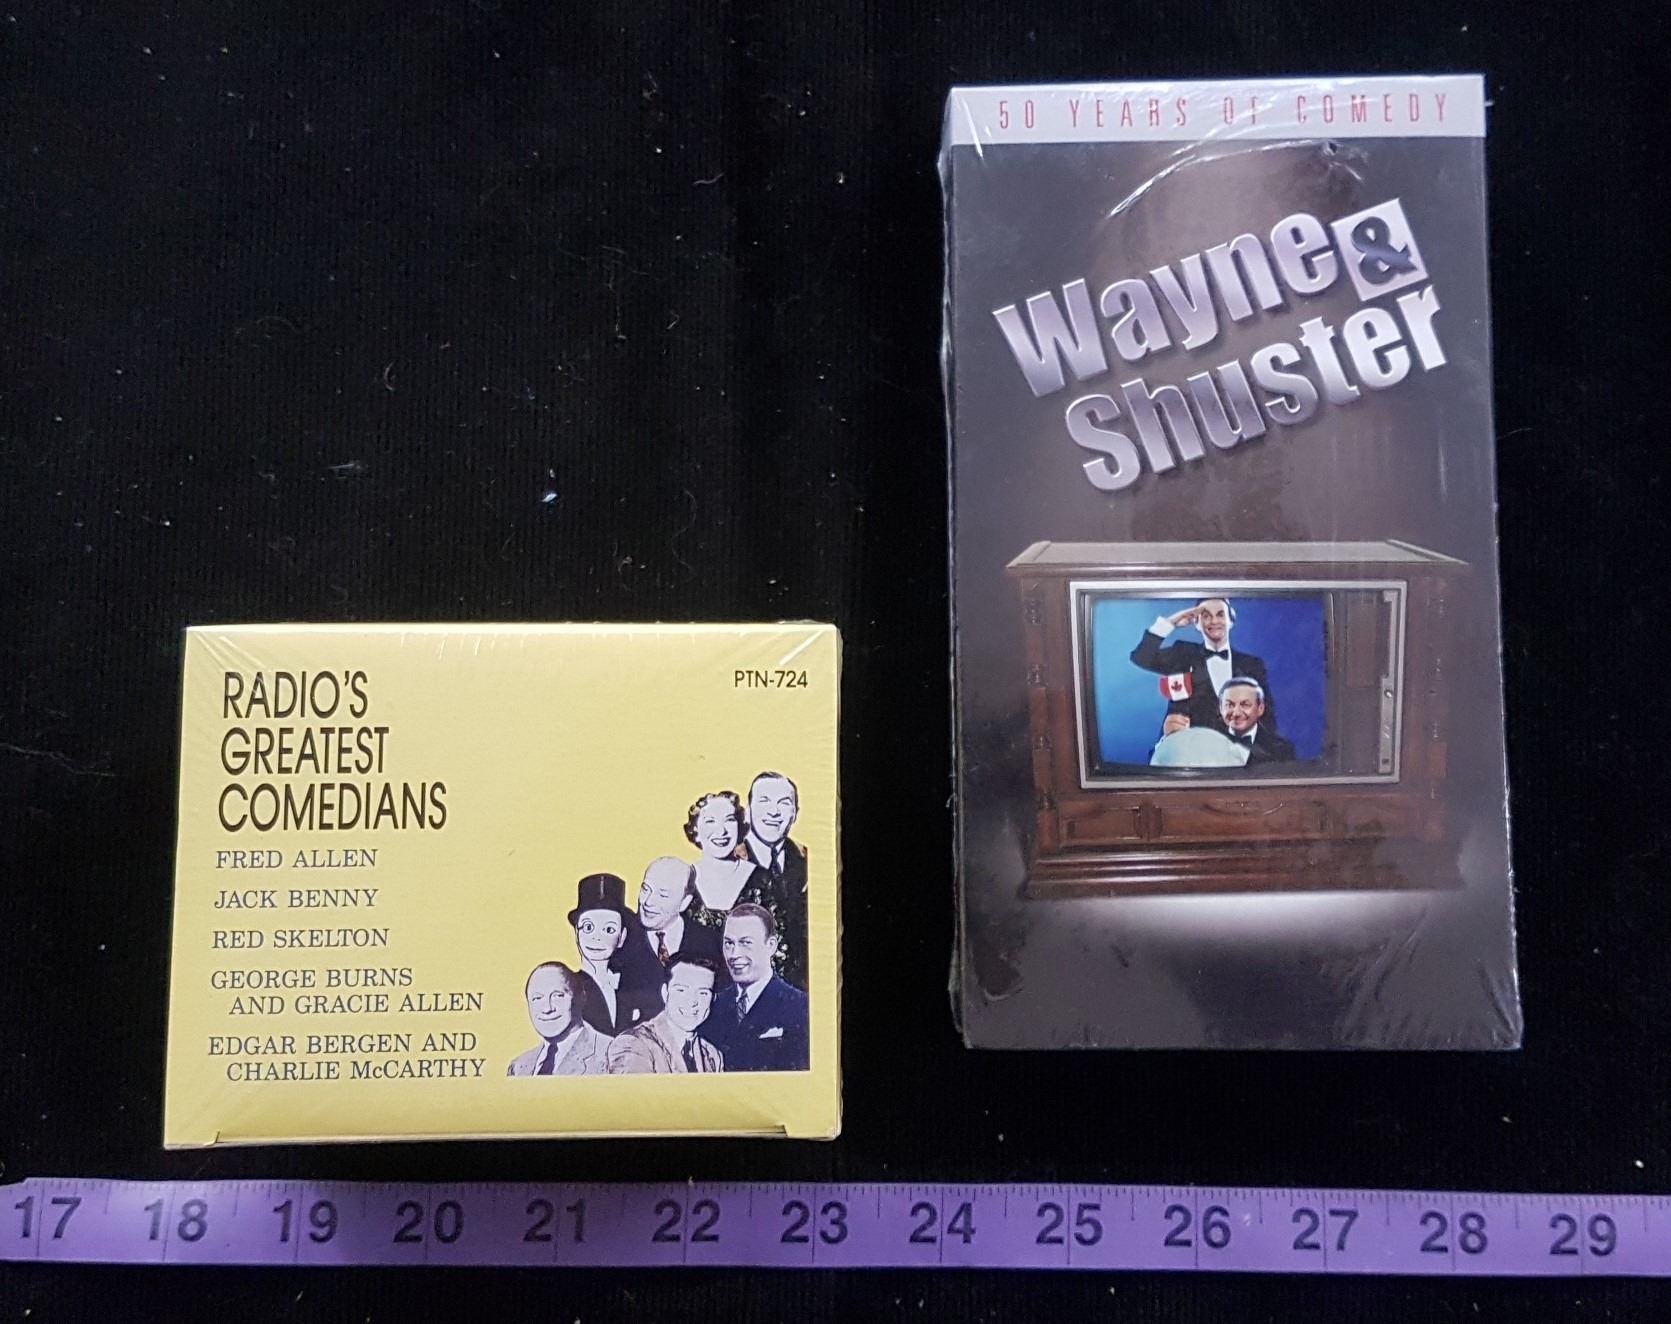 50 YEARS OF COMEDY
Wayne &
Shuster
RADIO'S
GREATEST
COMEDIANS
PTN-724
FRED ALLEN
JACK BENNY
RED SKELTON
GEORGE BURNS
AND GRACIE ALLEN
EDGAR BERGEN AND
CHARLIE McCARTHY
17 18 19 20 21 22 23 24 25 26 27 28 29